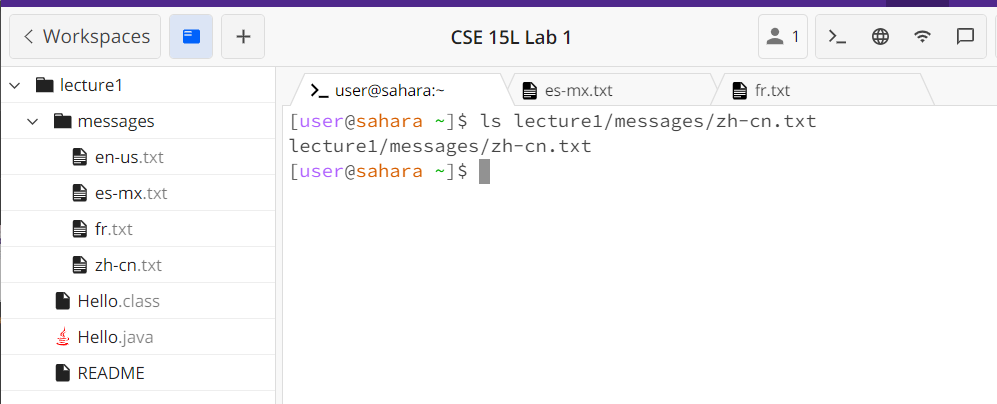 Workspaces
CSE 15L Lab 1
1
lecture1
messages
en-us.txt
es-mx.txt
fr.txt
zh-cn.txt
Hello.class
Hello.java
README
user@sahara:~
es-mx.txt
fr.txt
[user@sahara ~]$ ls lecture1/messages/zh-cn.txt
lecture1/messages/zh-cn.txt
[user@sahara ~]$